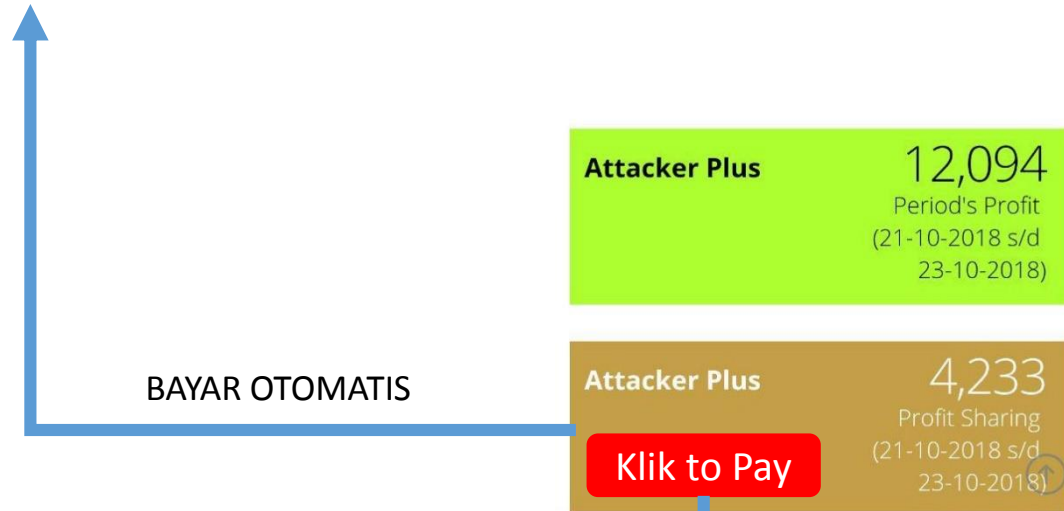 Attacker Plus
12,094
Period's Profit
(21-10-2018 s/d
23-10-2018)
BAYAR OTOMATIS
Attacker Plus
4,233
Profit Sharing
(21-10-2018 s/d
23-10-2018)
Klik to Pay